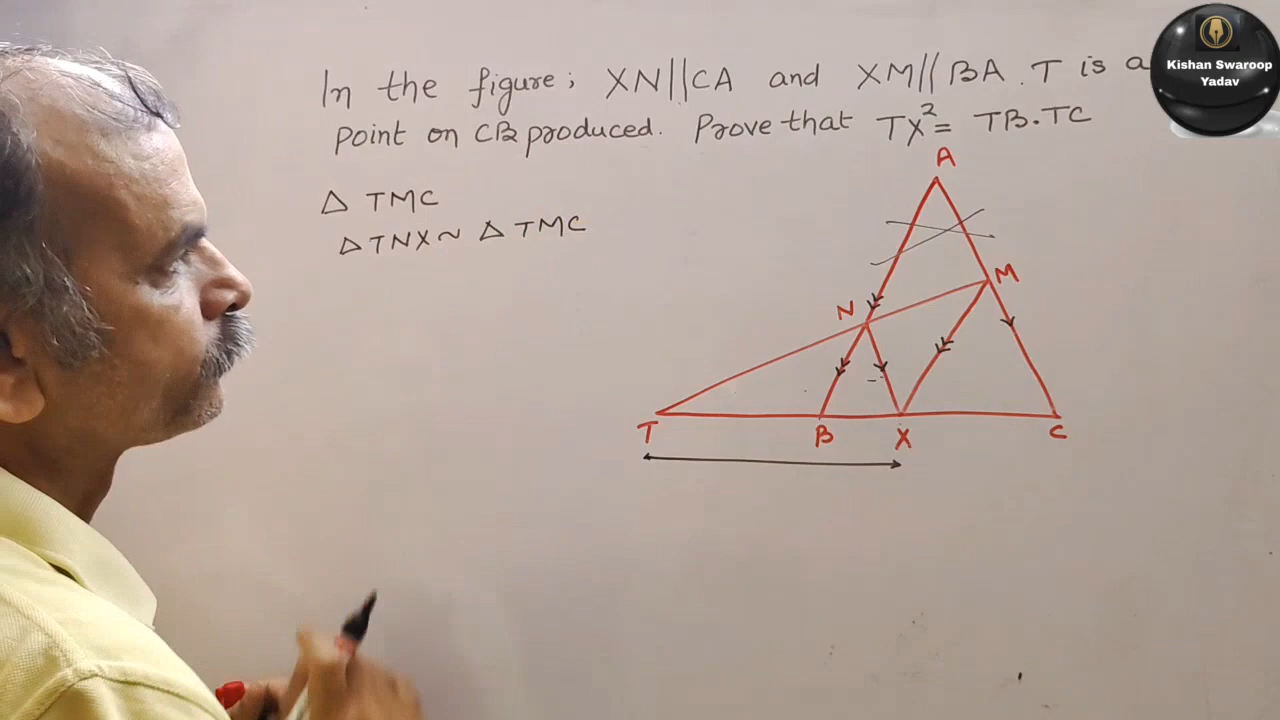 In the figure; XN||CA and XM||BA. T is a
point on CB produced. Prove that TX²= TB.TC
△ TMC
△TNX~ △TMC
A
M
N
T
B
X
C
Kishan Swaroop
Yadav